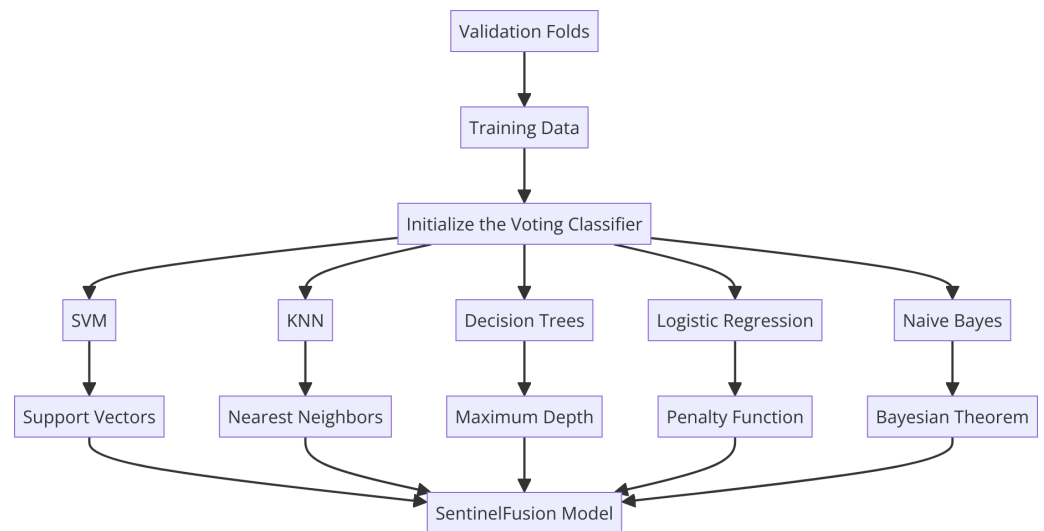 Validation Folds
Training Data
Initialize the Voting Classifier
SVM
KNN
Decision Trees
Logistic Regression
Naive Bayes
Support Vectors
Nearest Neighbors
Maximum Depth
Penalty Function
Bayesian Theorem
SentinelFusion Model